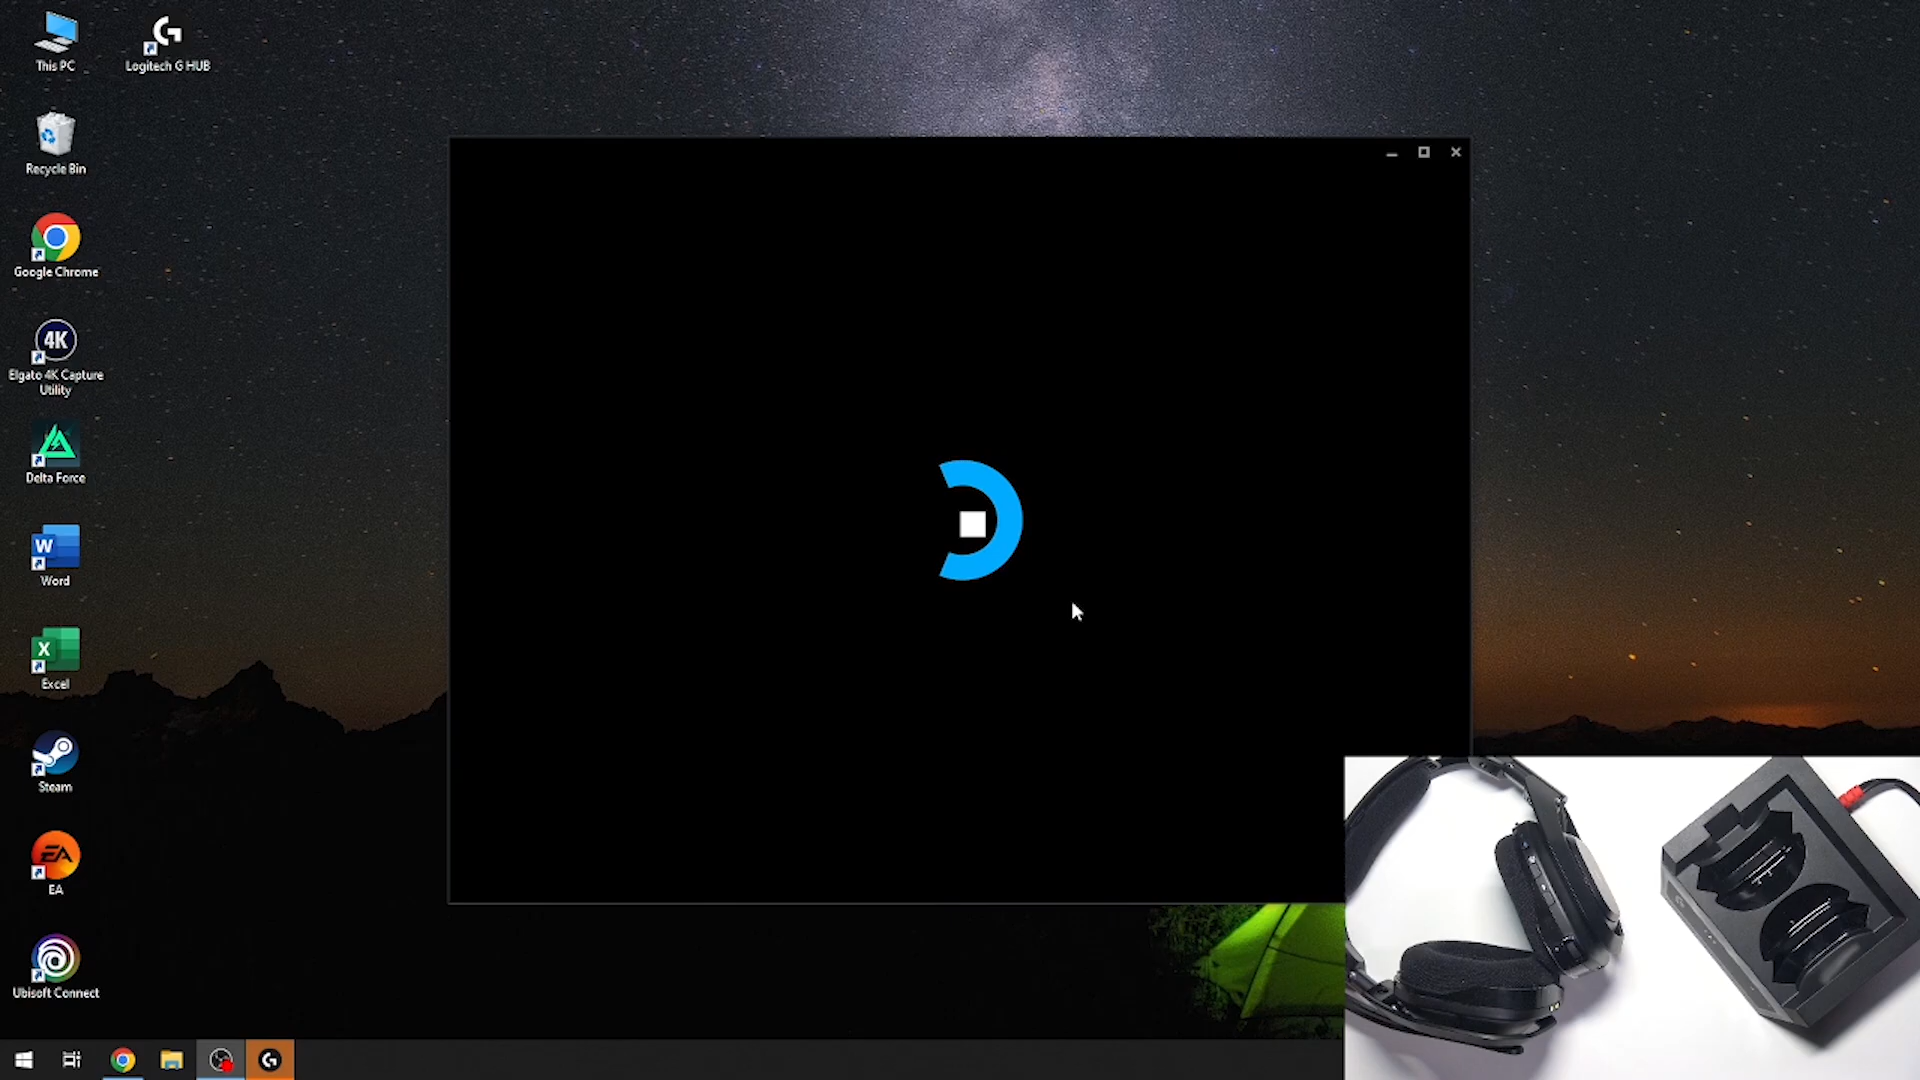 This PC
Logitech G HUB
Recycle Bin
Google Chrome
4K
Elgato 4K Capture
Utility
Delta Force
W
Word
X
Excel
Steam
EA
EA
Ubisoft Connect